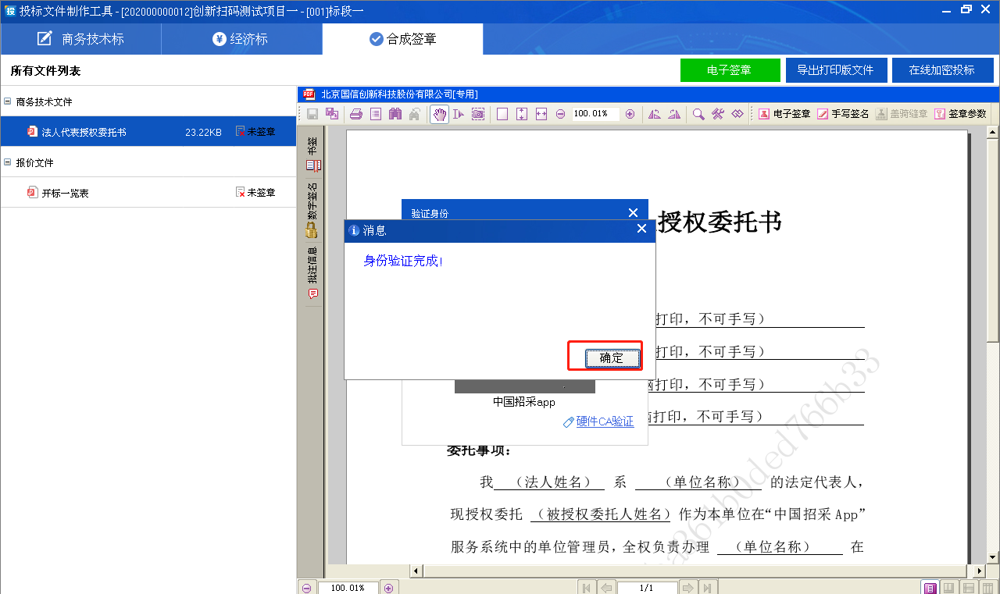 投标文件制作工具 - [202000000012]创新扫码测试项目一 - [001]标段一
商务技术标
经济标
合成签章
所有文件列表
电子签章
导出打印版文件
在线加密投标
商务技术文件
法人代表授权委托书 23.22KB 未签章
报价文件
开标一览表 未签章
北京国信创新科技股份有限公司[专用]
100.01%
电子签章 手写签名 盖骑缝章 签章参数
书签
数字签名
批注信息
授权委托书
验证身份
消息
身份验证完成!
确定
打印，不可手写）
打印，不可手写）
打印，不可手写）
打印，不可手写）
中国招采app
硬件CA验证
委托事项：
我 （法人姓名） 系 （单位名称） 的法定代表人，
现授权委托 （被授权委托人姓名）作为本单位在“中国招采 App”
服务系统中的单位管理员，全权负责办理 （单位名称） 在
100.01%
1/1